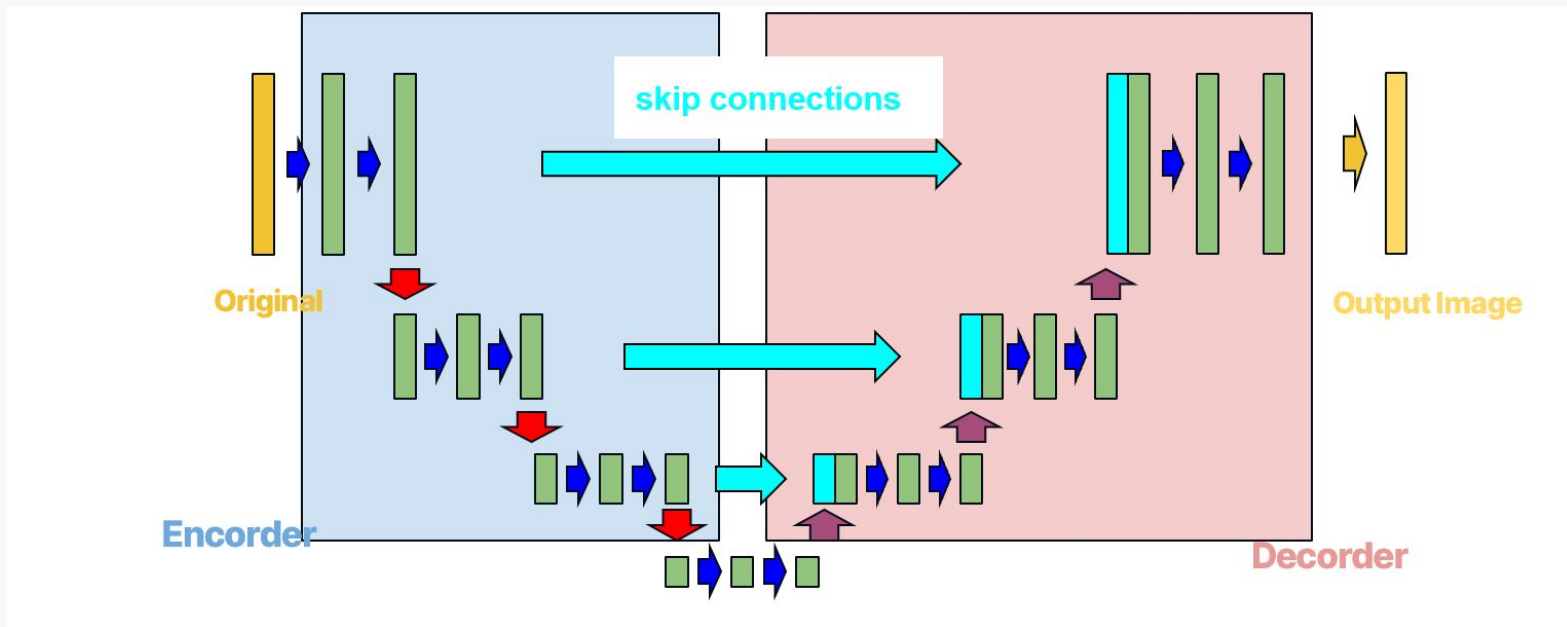 skip connections
Original
Output Image
Encorder
Decorder